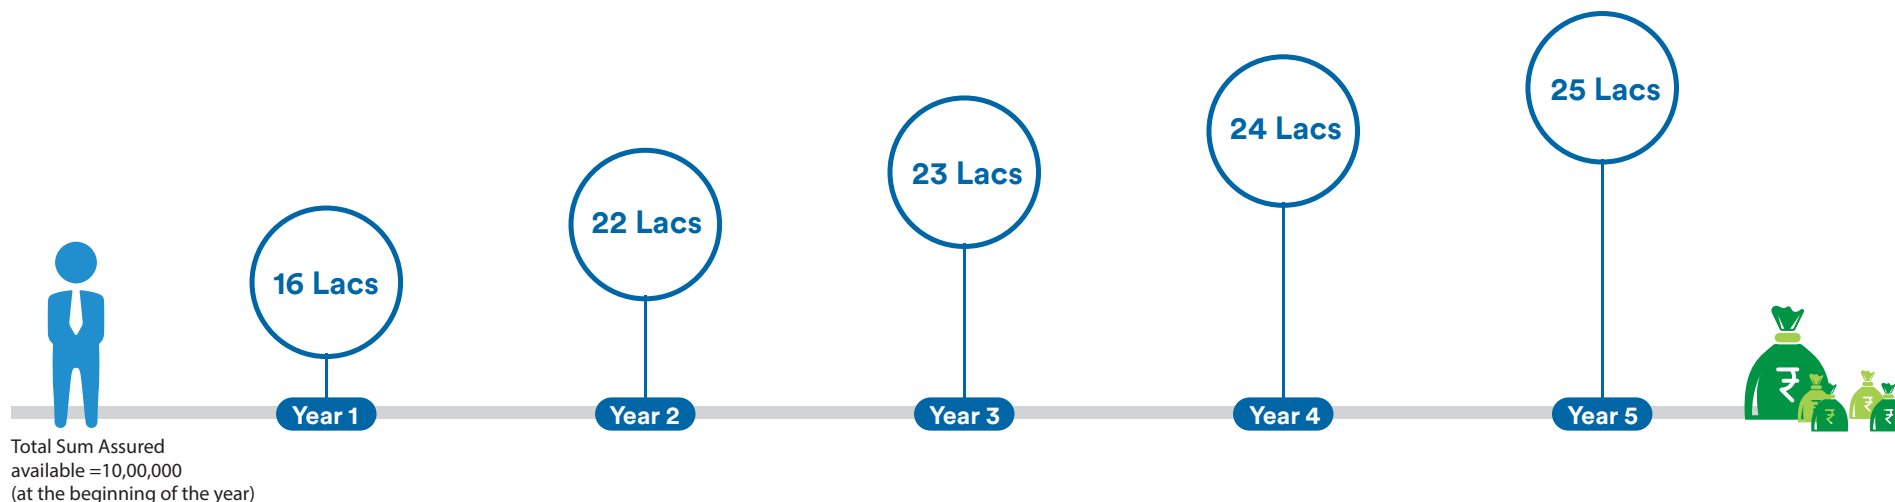 25 Lacs
24 Lacs
23 Lacs
22 Lacs
16 Lacs
₹
₹
₹
₹
₹
Year 1
Year 2
Year 3
Year 4
Year 5
Total Sum Assured
available =10,00,000
(at the beginning of the year)